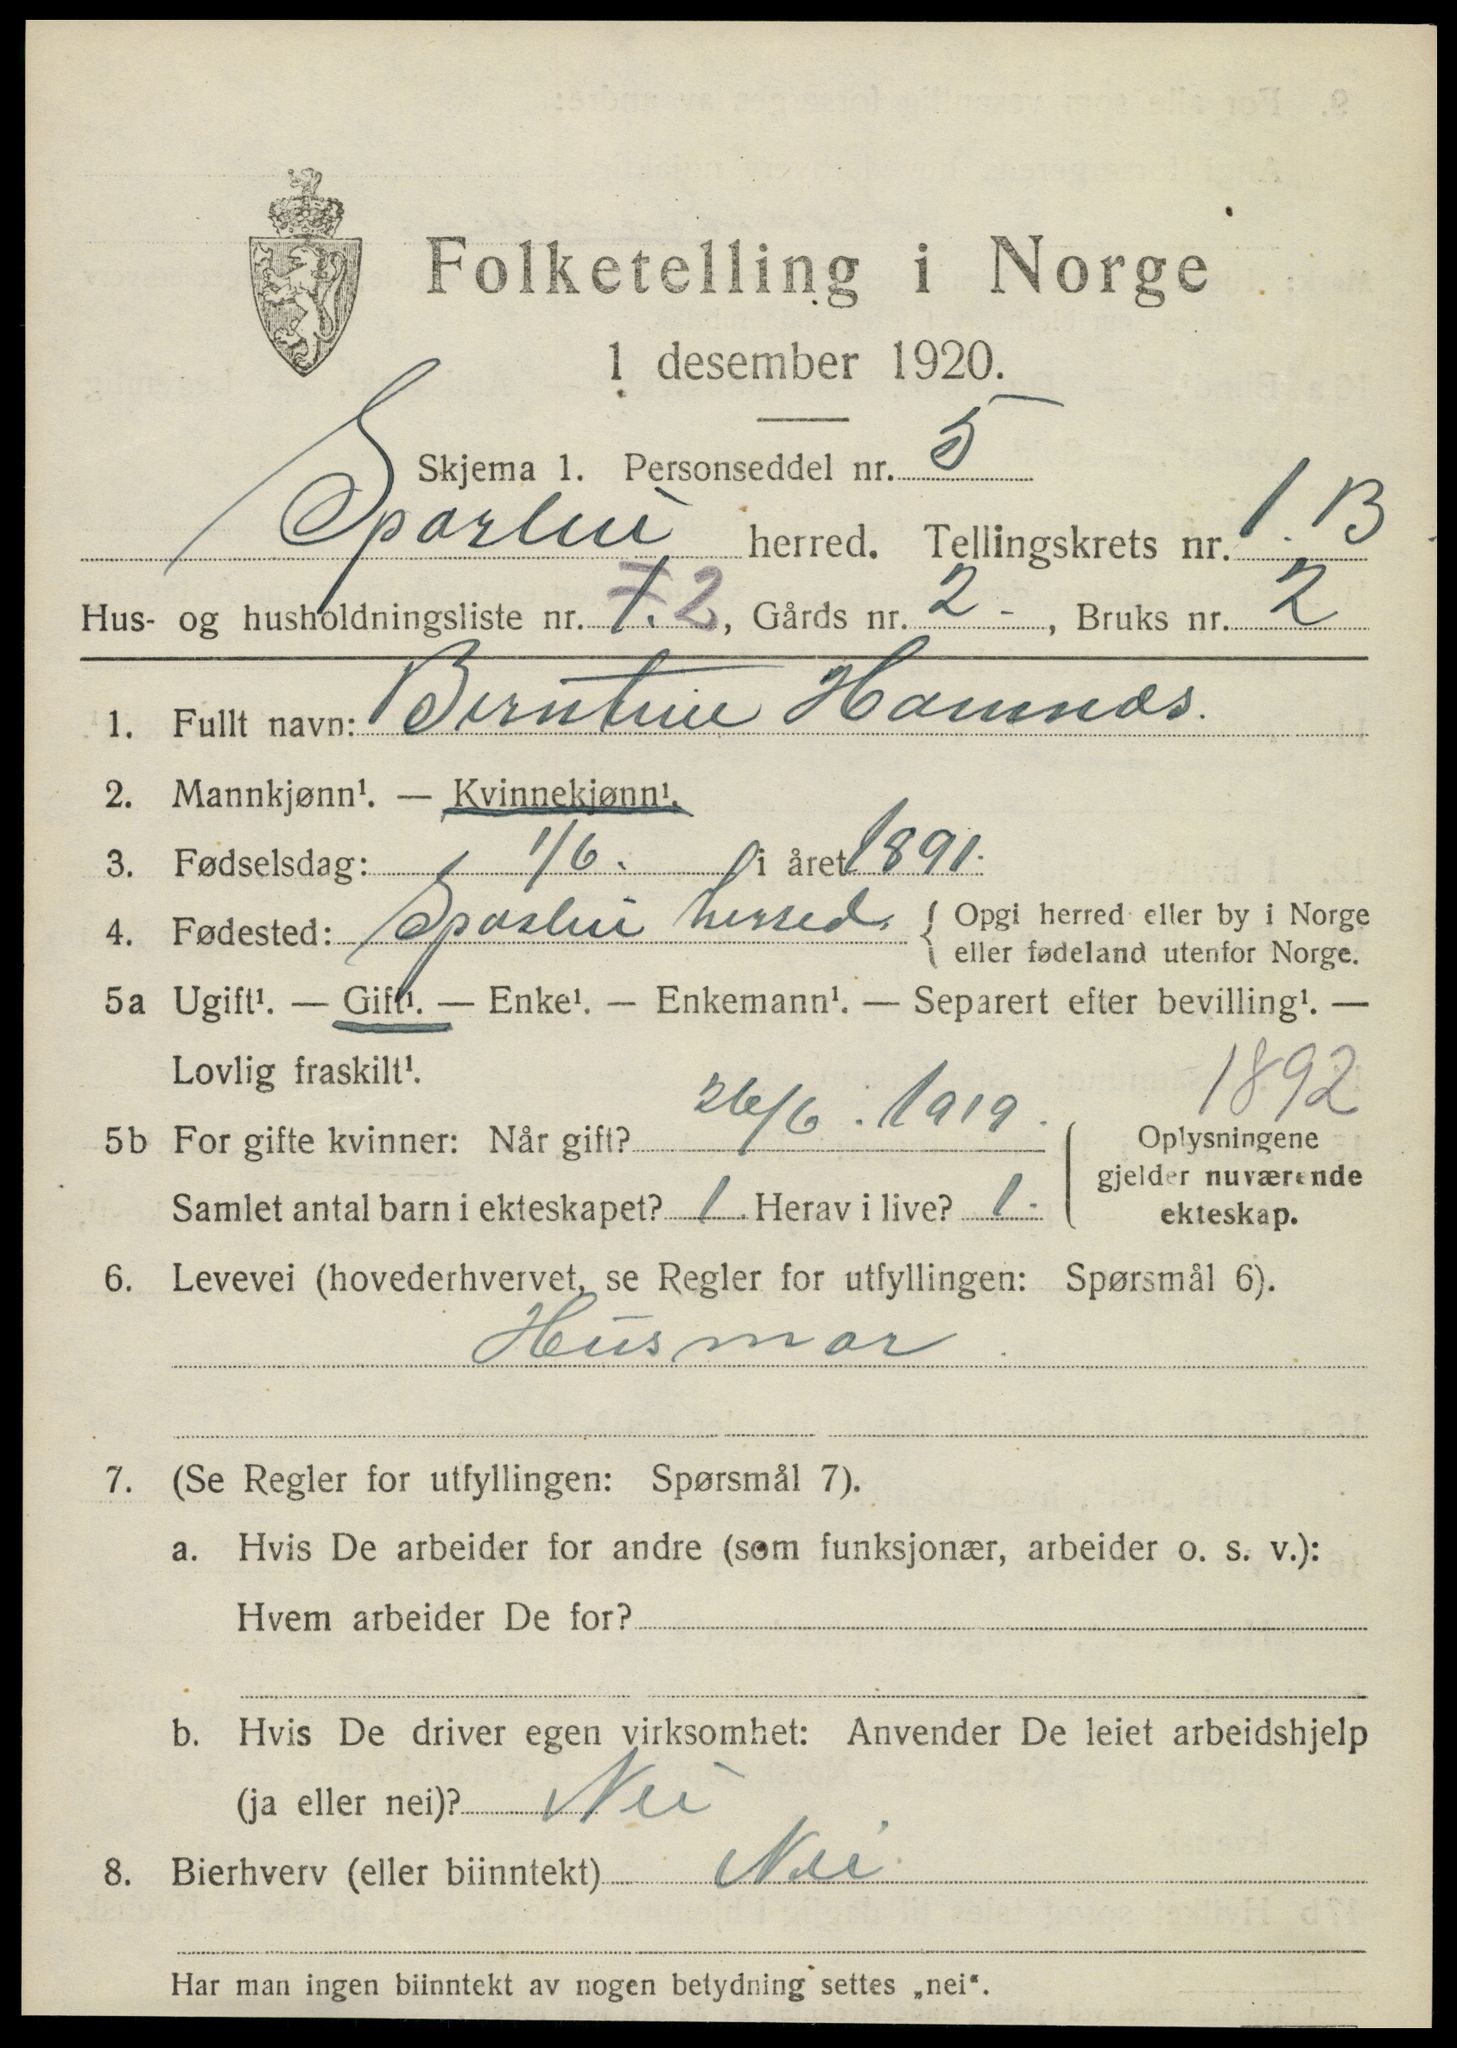 Folketelling i Norge
1 desember 1920.
Skjema 1. Personseddel nr. 5
Sparbu herred. Tellingskrets nr. 1. B
Hus- og husholdningsliste nr. 72, Gårds nr. 2 -, Bruks nr. 2
1. Fullt navn: Berntine Hamnæs.
2. Mannkjønn¹. — Kvinnekjønn¹.
3. Fødselsdag: 1/6. i året 1891.
4. Fødested: herred. { Opgi herred eller by i Norge
eller fødeland utenfor Norge.
5a Ugift¹. — Gift¹. — Enke¹. — Enkemann¹. — Separert efter bevilling¹. —
Lovlig fraskilt¹.
1892
5b For gifte kvinner: Når gift? 26/6. 1919.
Samlet antal barn i ekteskapet? 1. Herav i live? 1.
Oplysningene
gjelder nuværende
ekteskap.
6. Levevei (hovederhvervet, se Regler for utfyllingen: Spørsmål 6).
Husmor.
7. (Se Regler for utfyllingen: Spørsmål 7).
a. Hvis De arbeider for andre (som funksjonær, arbeider o. s. v.):
Hvem arbeider De for?
b. Hvis De driver egen virksomhet: Anvender De leiet arbeidshjelp
(ja eller nei)? Nei
8. Bierhverv (eller biinntekt) Nei
Har man ingen biinntekt av nogen betydning settes „nei“.